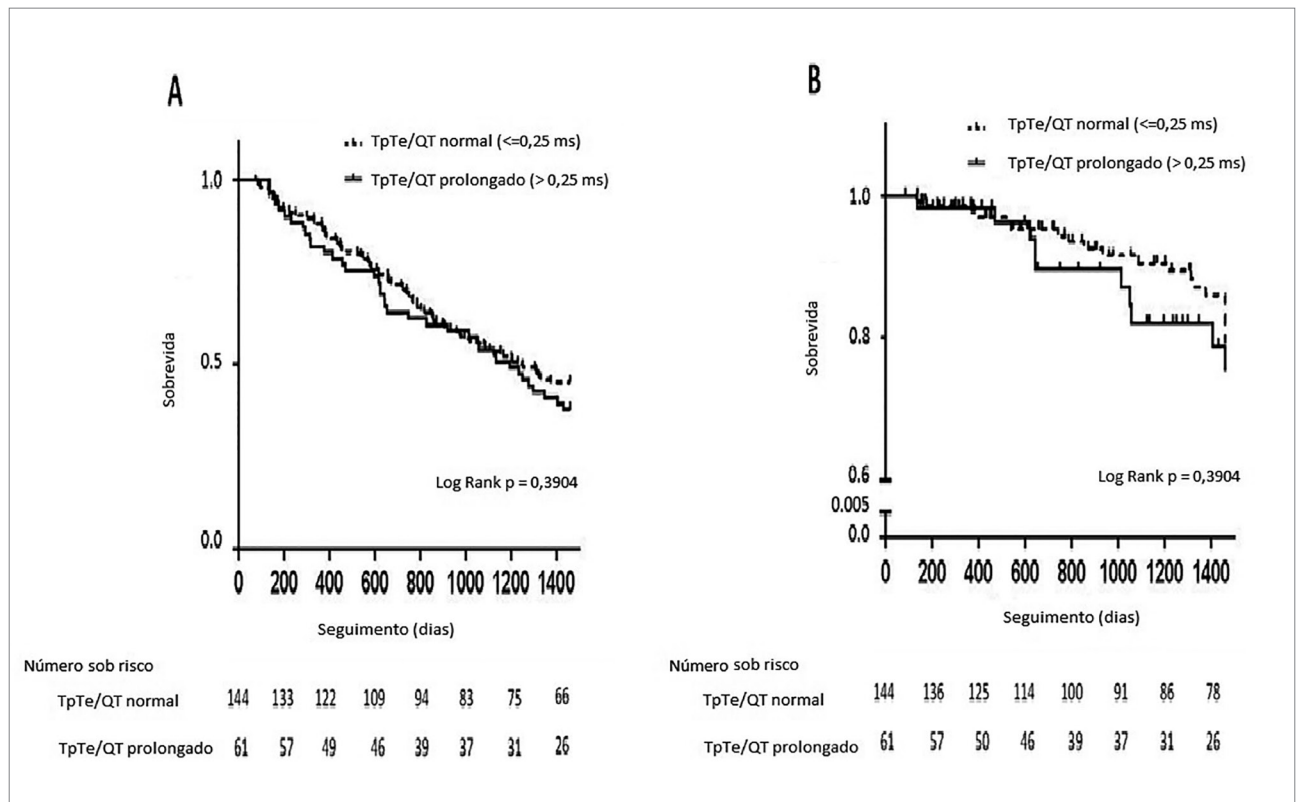 A
TpTe/QT normal (<=0,25 ms)
TpTe/QT prolongado (> 0,25 ms)
1.0
0.5
0.0
Sobrevida
Log Rank p = 0,3904
0 200 400 600 800 1000 1200 1400
Seguimento (dias)
Número sob risco
TpTe/QT normal 144 133 122 109 94 83 75 66
TpTe/QT prolongado 61 57 49 46 39 37 31 26
B
TpTe/QT normal (<=0,25 ms)
TpTe/QT prolongado (> 0,25 ms)
1.0
0.8
0.6
0.005
0.0
Sobrevida
Log Rank p = 0,3904
0 200 400 600 800 1000 1200 1400
Seguimento (dias)
Número sob risco
TpTe/QT normal 144 136 125 114 100 91 86 78
TpTe/QT prolongado 61 57 50 46 39 37 31 26